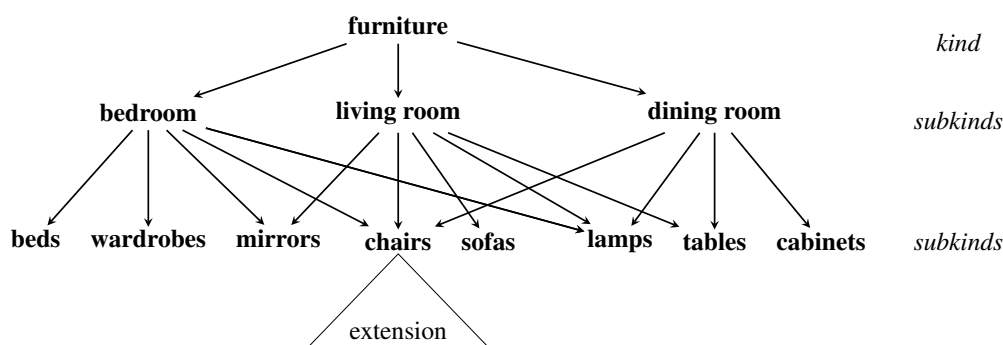 furniture kind
bedroom living room dining room subkinds
beds wardrobes mirrors chairs sofas lamps tables cabinets subkinds
extension